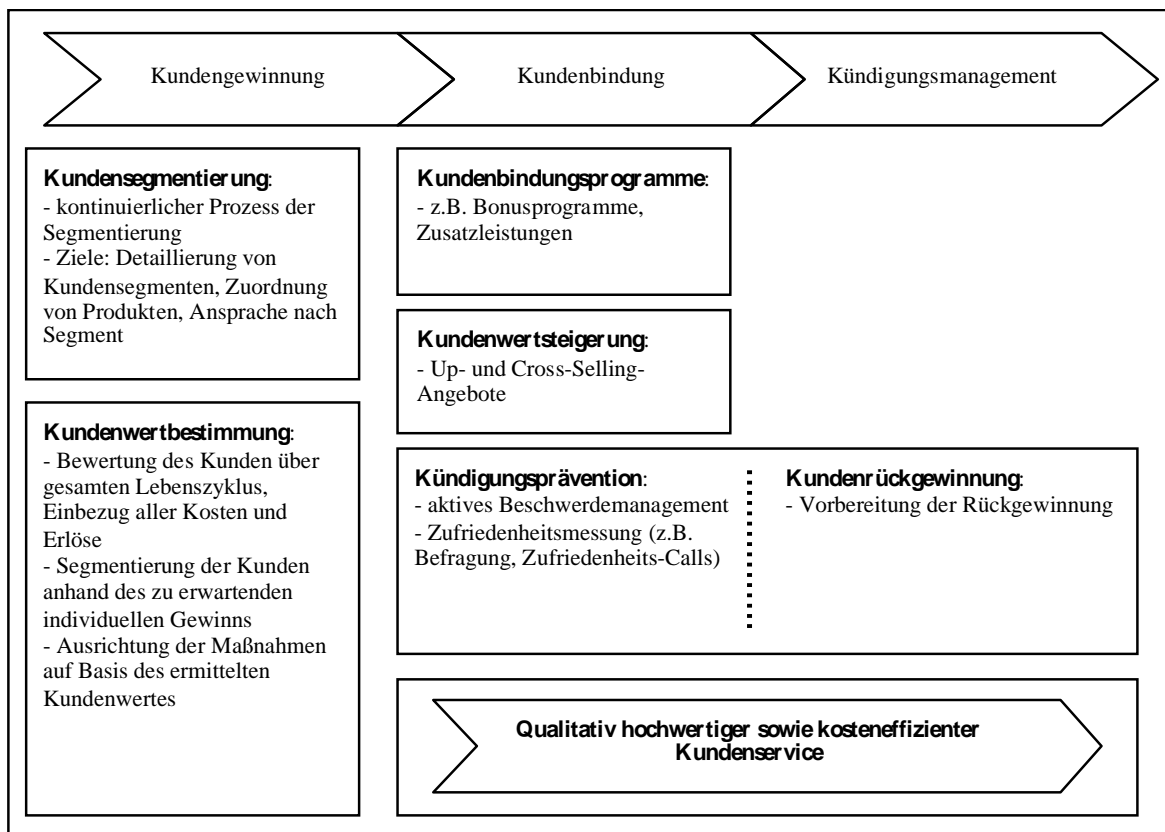 Kundengewinnung
Kundenbindung
Kündigungsmanagement
Kundensegmentierung:
- kontinuierlicher Prozess der
Segmentierung
- Ziele: Detaillierung von
Kundensegmenten, Zuordnung
von Produkten, Ansprache nach
Segment
Kundenwertbestimmung:
- Bewertung des Kunden über
gesamten Lebenszyklus,
Einbezug aller Kosten und
Erlöse
- Segmentierung der Kunden
anhand des zu erwartenden
individuellen Gewinns
- Ausrichtung der Maßnahmen
auf Basis des ermittelten
Kundenwertes
Kundenbindungsprogramme:
- z.B. Bonusprogramme,
Zusatzleistungen
Kundenwertsteigerung:
- Up- und Cross-Selling-
Angebote
Kündigungsprävention:
- aktives Beschwerdemanagement
- Zufriedenheitsmessung (z.B.
Befragung, Zufriedenheits-Calls)
Kundenrückgewinnung:
- Vorbereitung der Rückgewinnung
Qualitativ hochwertiger sowie kosteneffizienter
Kundenservice